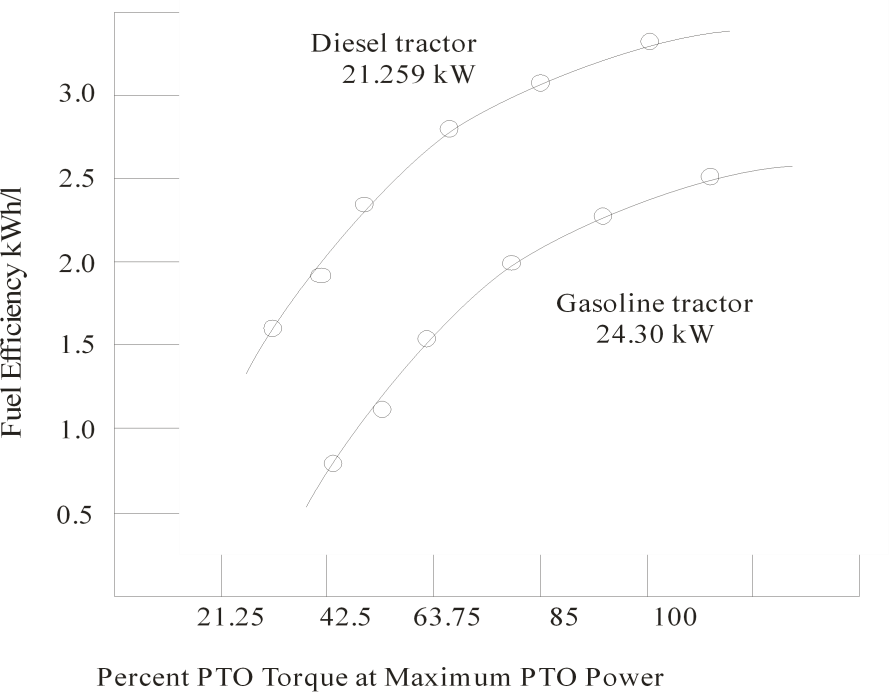 Diesel tractor
21.259 kW
3.0
2.5
2.0
1.5
1.0
0.5
Fuel Efficiency kWh/l
Gasoline tractor
24.30 kW
21.25 42.5 63.75 85 100
Percent PTO Torque at Maximum PTO Power